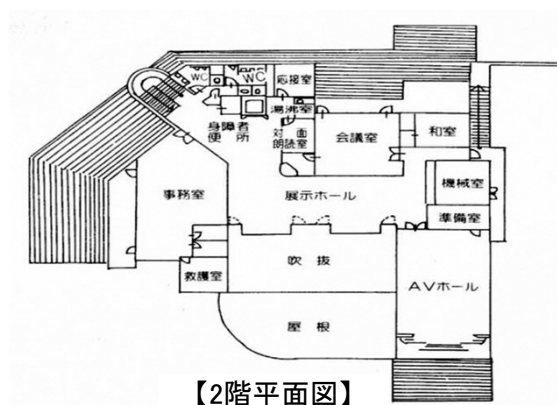 WC
WC
応接室
湯沸室
身障者
便所
対面
朗読室
会議室
和室
事務室
展示ホール
機械室
準備室
救護室
吹抜
AVホール
屋根
【2階平面図】